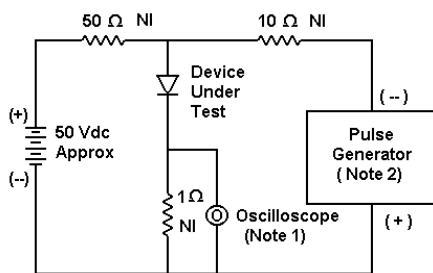 50 Ω NI
10 Ω NI
Device
Under
Test
(+)
50 Vdc
Approx
(--)
(--)
Pulse
Generator
( Note 2)
(+)
1Ω
NI
Oscilloscope
(Note 1)